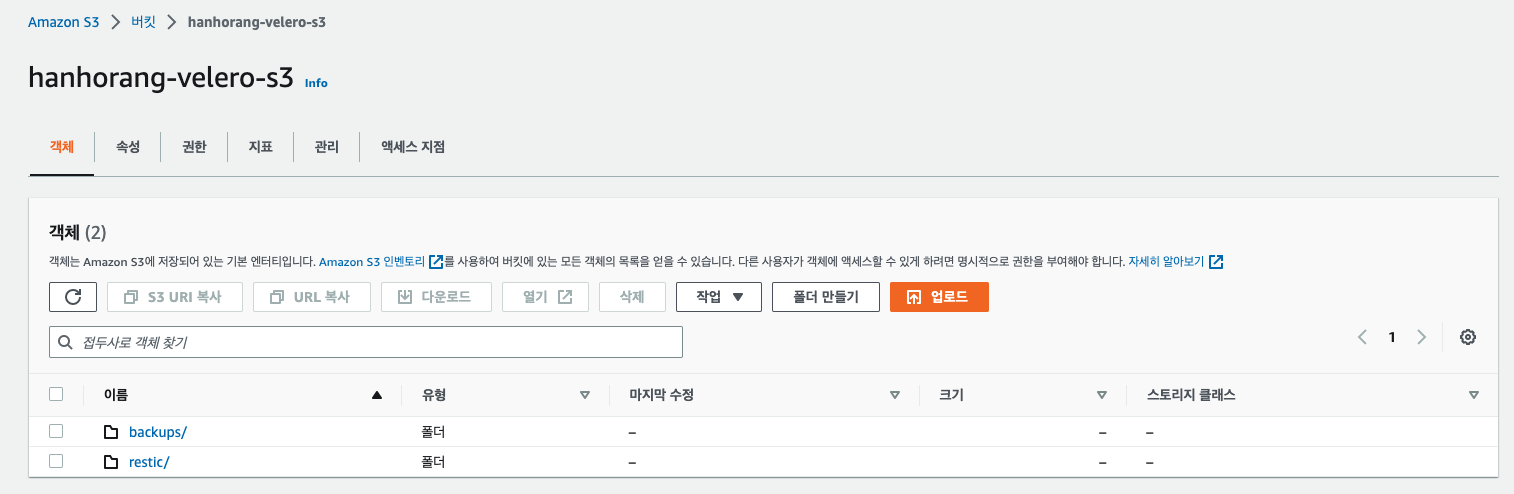 Amazon S3 > 버킷 > hanhorang-velero-s3
hanhorang-velero-s3 Info
객체 속성 권한 지표 관리 액세스 지점
객체 (2)
객체는 Amazon S3에 저장되어 있는 기본 엔터티입니다. Amazon S3 인벤토리 를 사용하여 버킷에 있는 모든 객체의 목록을 얻을 수 있습니다. 다른 사용자가 객체에 액세스할 수 있게 하려면 명시적으로 권한을 부여해야 합니다. 자세히 알아보기
S3 URI 복사 URL 복사 다운로드 열기 삭제 작업 폴더 만들기 업로드
접두사로 객체 찾기 1
이름 유형 마지막 수정 크기 스토리지 클래스
backups/ 폴더 – – –
restic/ 폴더 – – –